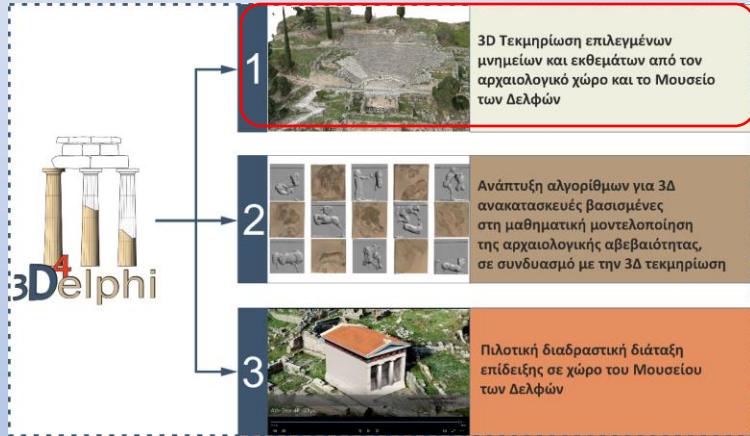 1
3D Τεκμηρίωση επιλεγμένων
μνημείων και εκθεμάτων από τον
αρχαιολογικό χώρο και το Μουσείο
των Δελφών
3D4elphi
2
Ανάπτυξη αλγορίθμων για 3Δ
ανακατασκευές βασισμένες
στη μαθηματική μοντελοποίηση
της αρχαιολογικής αβεβαιότητας,
σε συνδυασμό με την 3Δ τεκμηρίωση
3
Πιλοτική διαδραστική διάταξη
επίδειξης σε χώρο του Μουσείου
των Δελφών